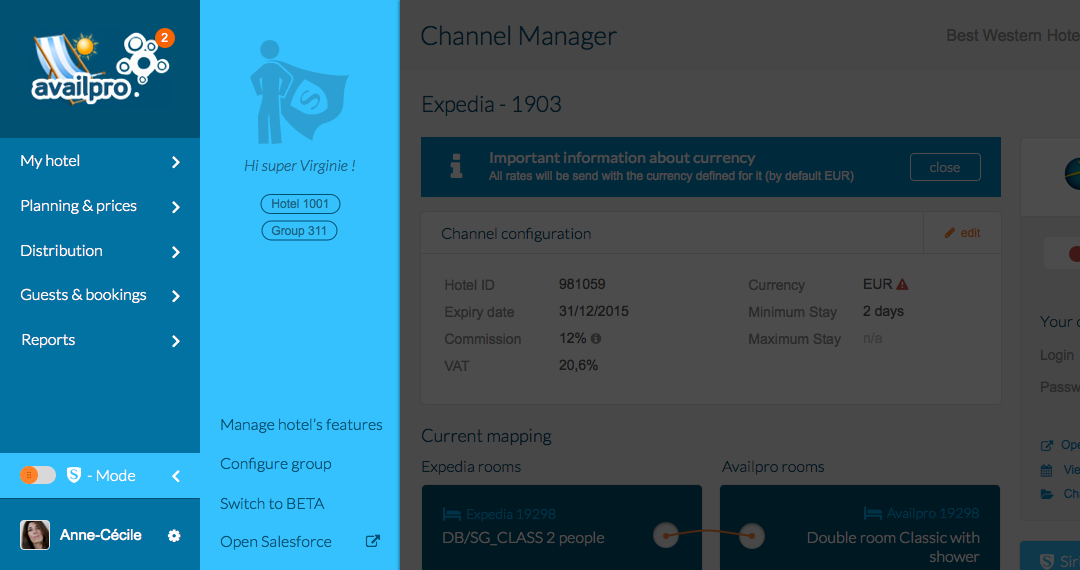 2
availpro
My hotel
Planning & prices
Distribution
Guests & bookings
Reports
S - Mode
Anne-Cécile
S
Hi super Virginie !
Hotel 1001
Group 311
Manage hotel's features
Configure group
Switch to BETA
Open Salesforce
Channel Manager
Best Western Hote
Expedia - 1903
Important information about currency
All rates will be send with the currency defined for it (by default EUR)
close
Channel configuration
edit
Hotel ID 981059
Expiry date 31/12/2015
Commission 12%
VAT 20,6%
Currency EUR
Minimum Stay 2 days
Maximum Stay n/a
Current mapping
Expedia rooms
Availpro rooms
Expedia 19298
DB/SG_CLASS 2 people
Availpro 19298
Double room Classic with
shower
Your
Login
Passw
Ope
Vie
Ch
S Sir